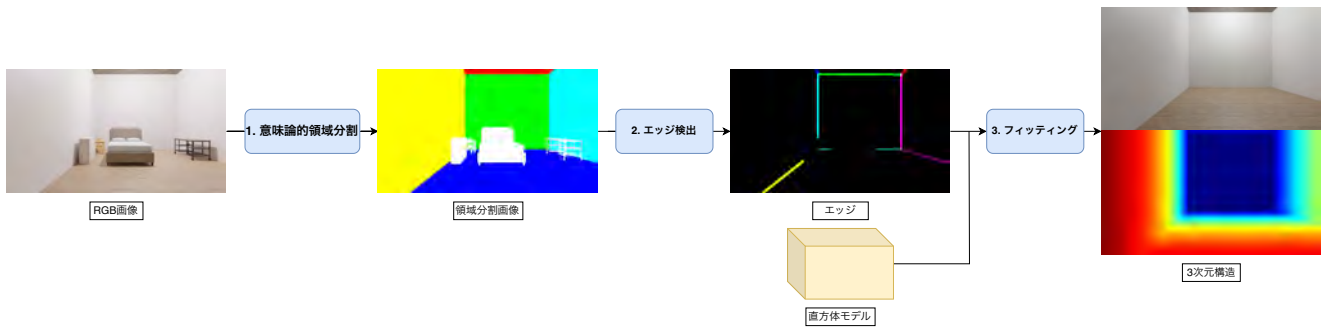 RGB画像
1. 意味論的領域分割
領域分割画像
2. エッジ検出
エッジ
直方体モデル
3. フィッティング
3次元構造